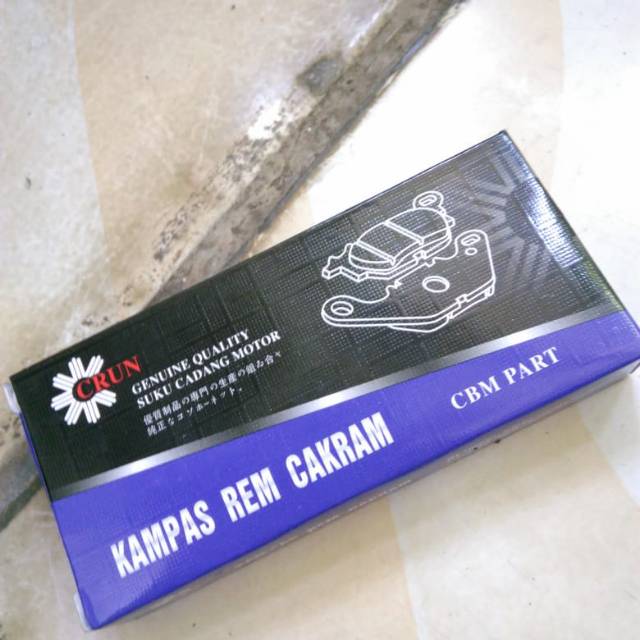 CRUN
GENUINE QUALITY
SUKU CADANG MOTOR
KAMPAS REM CAKRAM
CBM PART